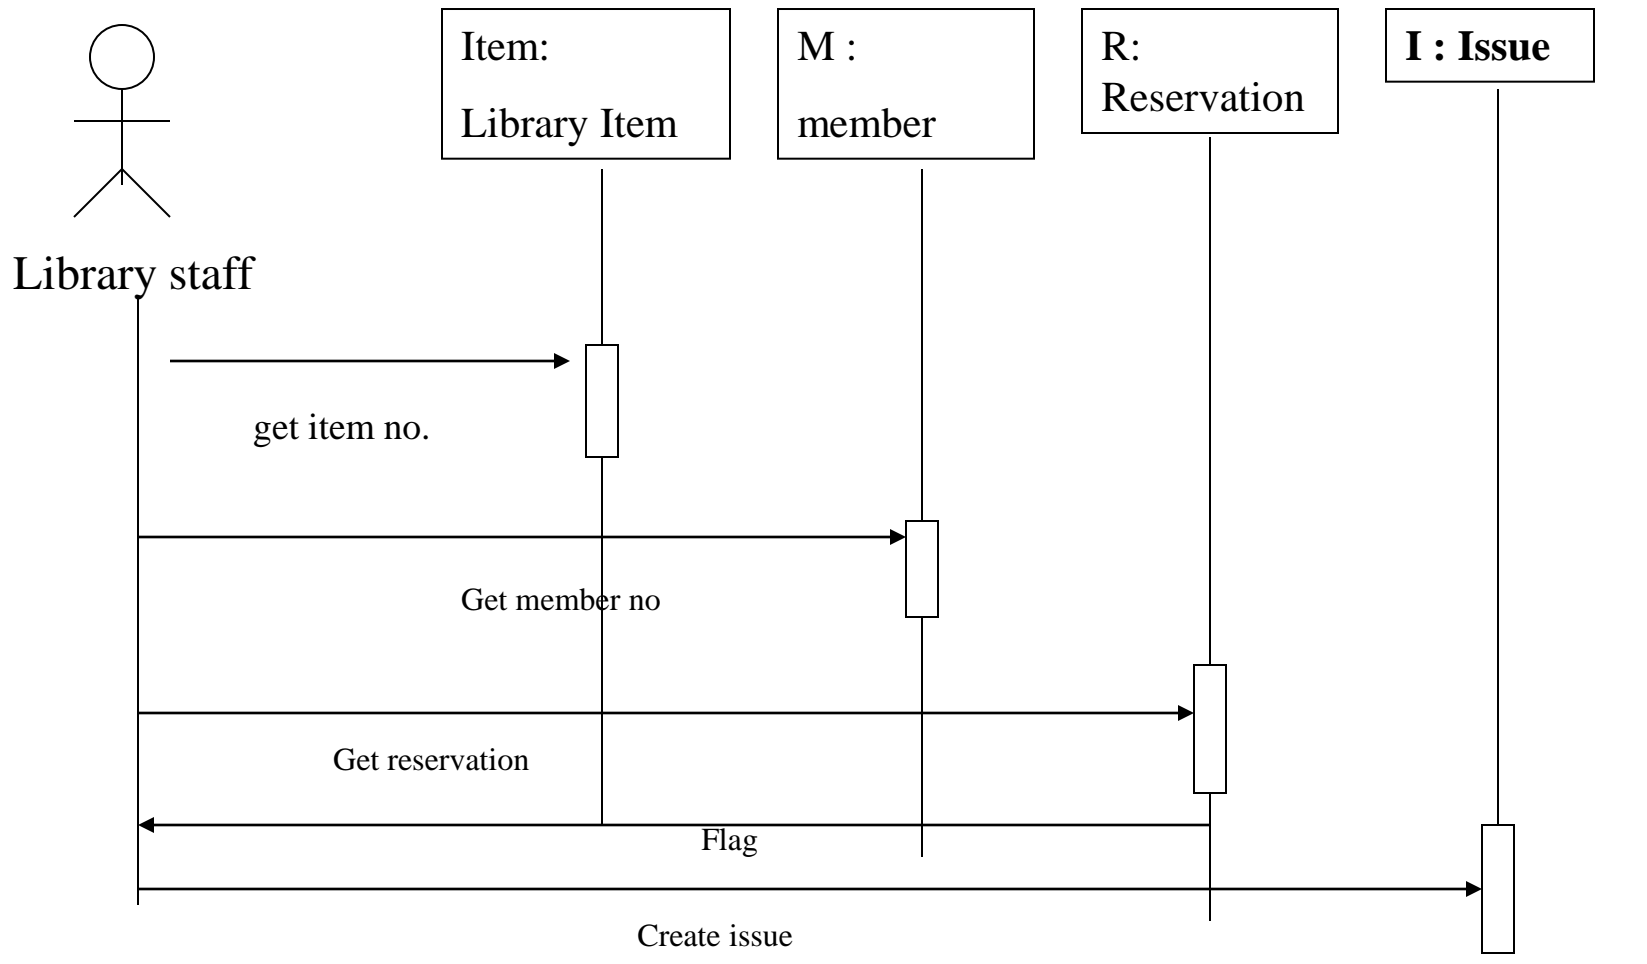 Item:
Library Item
M :
member
R:
Reservation
I : Issue
Library staff
get item no.
Get member no
Get reservation
Flag
Create issue